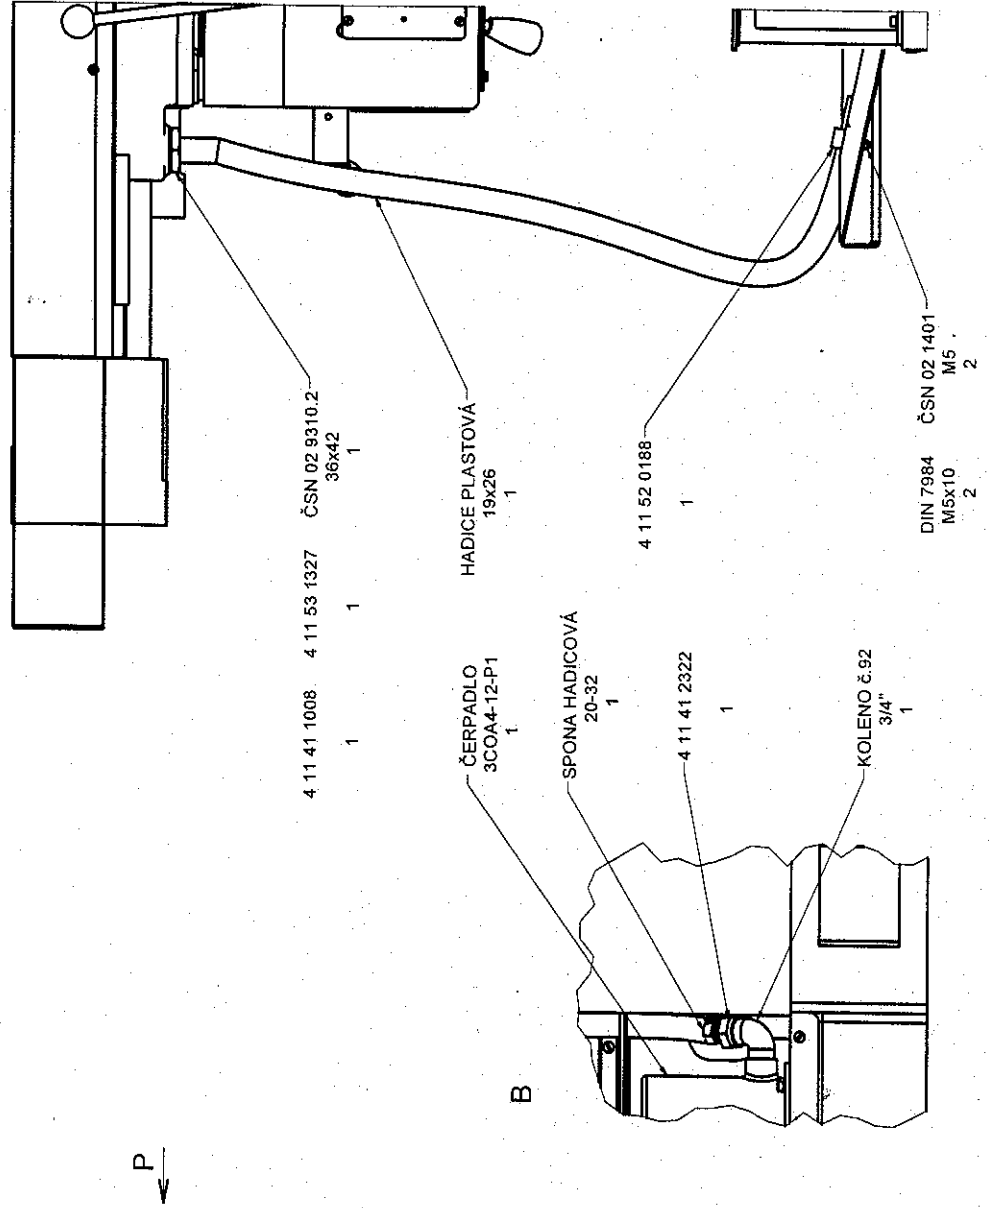 P
B
4 11 41 1008    4 11 53 1327    ČSN 02 9310.2
36x42
1    1    1
ČERPADLO
3COA4-12-P1
1
HADICE PLASTOVÁ
19x26
1
SPONA HADICOVÁ
20-32
1
4 11 52 0188
1
4 11 41 2322
1
KOLENO č.92
3/4"
1
DIN 7984    ČSN 02 1401
M5x10    M5
2    2